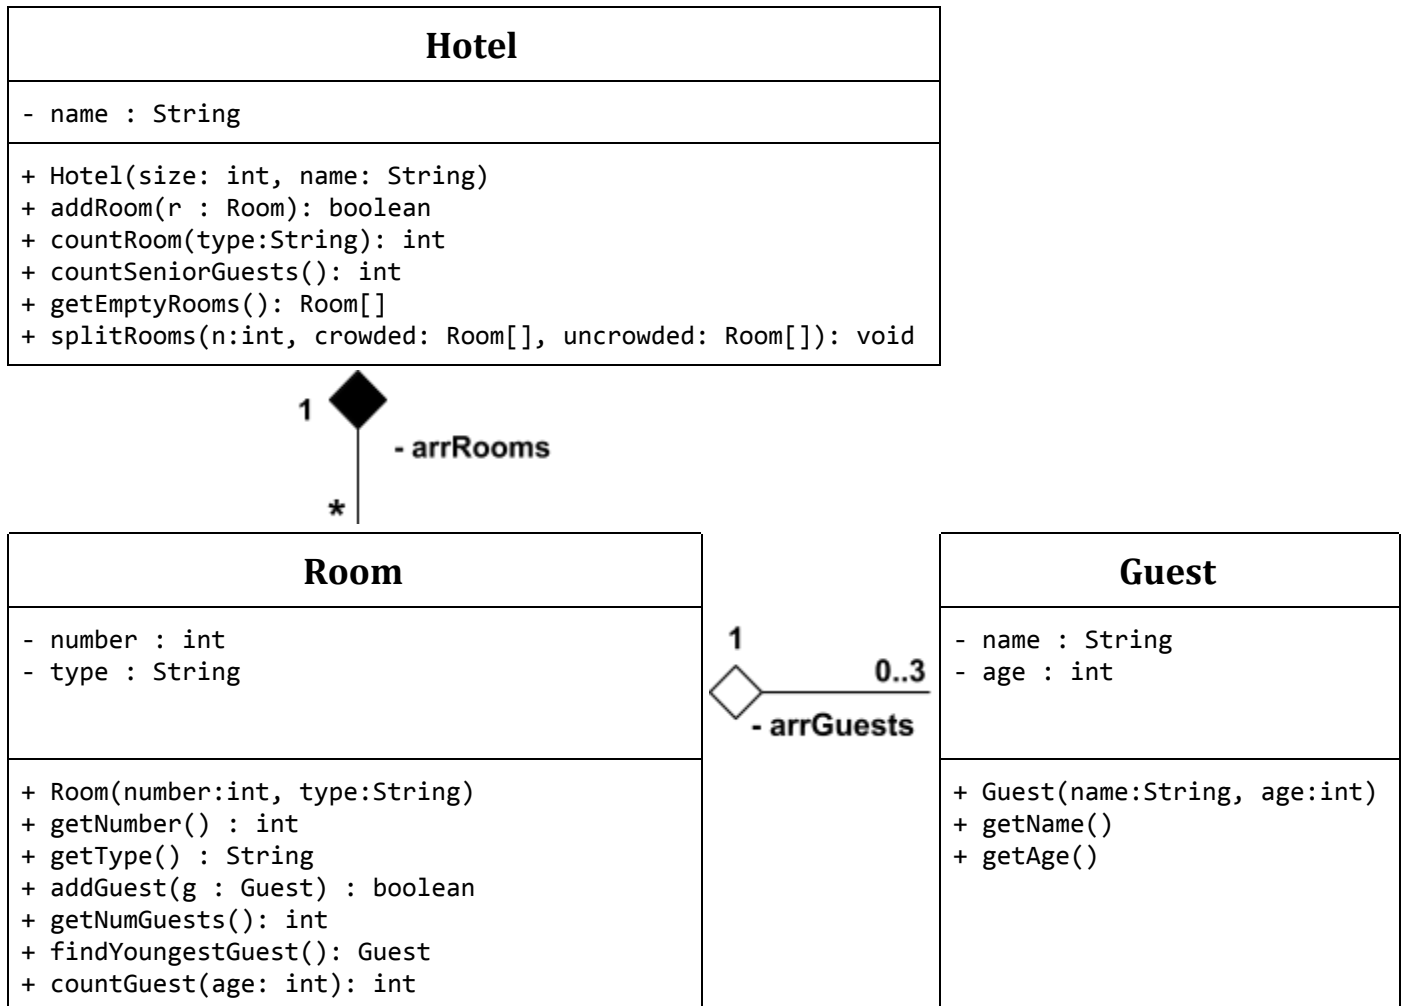 Hotel
- name : String
+ Hotel(size: int, name: String)
+ addRoom(r : Room): boolean
+ countRoom(type:String): int
+ countSeniorGuests(): int
+ getEmptyRooms(): Room[]
+ splitRooms(n:int, crowded: Room[], uncrowded: Room[]): void
1
- arrRooms
*
Room
- number : int
- type : String
+ Room(number:int, type:String)
+ getNumber() : int
+ getType() : String
+ addGuest(g : Guest) : boolean
+ getNumGuests(): int
+ findYoungestGuest(): Guest
+ countGuest(age: int): int
1
0..3
- arrGuests
Guest
- name : String
- age : int
+ Guest(name:String, age:int)
+ getName()
+ getAge()